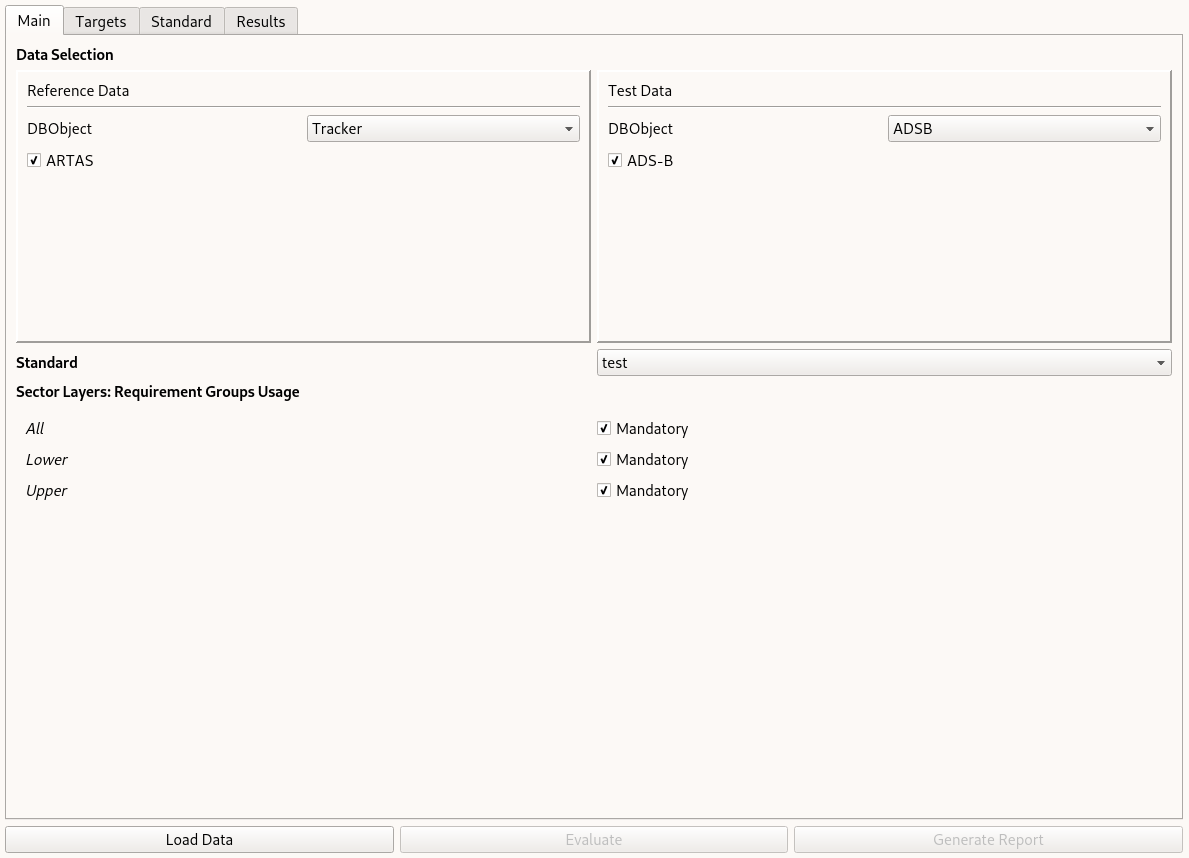 Main Targets Standard Results
Data Selection
Reference Data
DBObject Tracker
ARTAS
Test Data
DBObject ADSB
ADS-B
Standard test
Sector Layers: Requirement Groups Usage
All Mandatory
Lower Mandatory
Upper Mandatory
Load Data Evaluate Generate Report